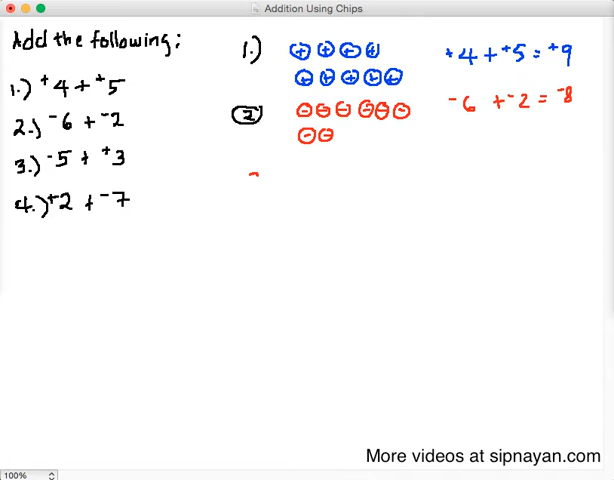 Addition Using Chips
Add the following:
1.) +4 + +5
2.) -6 + -2
3.) -5 + +3
4.) +2 + -7
1.)
+ + + +
+ + + + +
+4 + +5 = +9
2
- - - - - -
- -
-6 + -2 = -8
-
More videos at sipnayan.com
100%